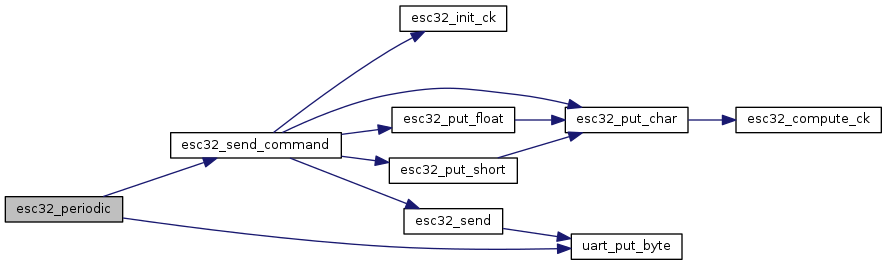 esc32_init_ck
esc32_put_float
esc32_put_char
esc32_compute_ck
esc32_send_command
esc32_put_short
esc32_periodic
esc32_send
uart_put_byte